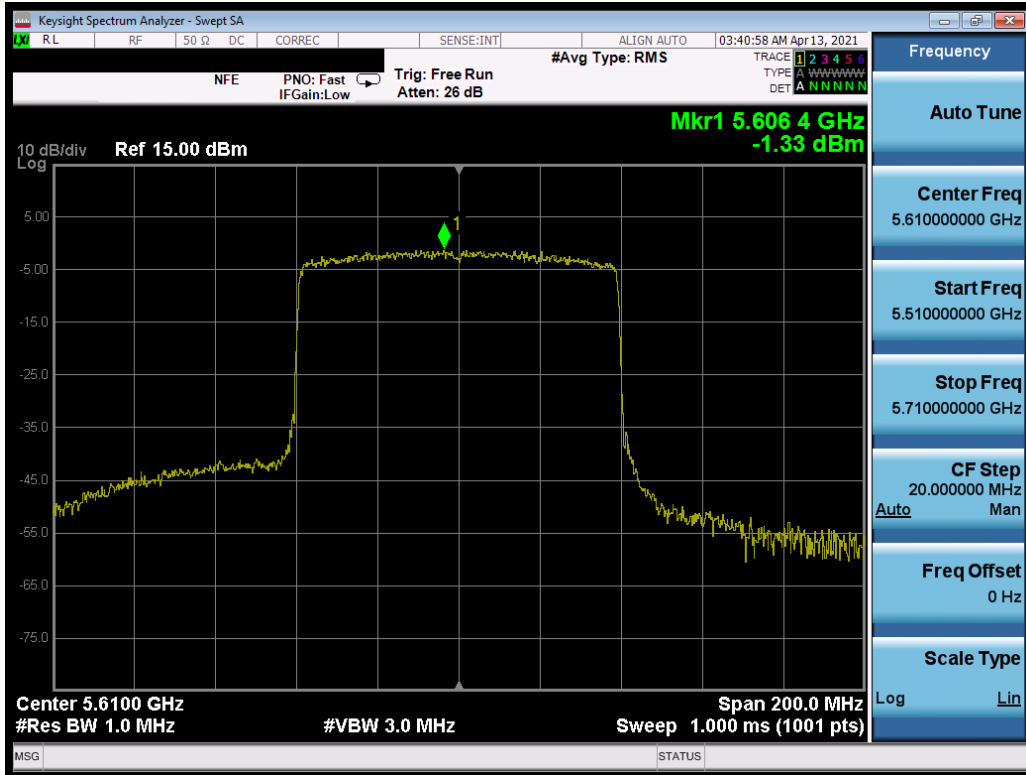 Keysight Spectrum Analyzer - Swept SA
LXI RL RF 50 Ω DC CORREC SENSE:INT ALIGN AUTO 03:40:58 AM Apr 13, 2021
NFE PNO: Fast Trig: Free Run #Avg Type: RMS TRACE 1 2 3 4 5 6
IFGain:Low Atten: 26 dB TYPE A WWWWW
DET A N N N N N
Mkr1 5.606 4 GHz
-1.33 dBm
10 dB/div Ref 15.00 dBm
Log
1
5.00
-5.00
-15.0
-25.0
-35.0
-45.0
-55.0
-65.0
-75.0
Center 5.6100 GHz Span 200.0 MHz
#Res BW 1.0 MHz #VBW 3.0 MHz Sweep 1.000 ms (1001 pts)
MSG STATUS
Frequency
Auto Tune
Center Freq
5.610000000 GHz
Start Freq
5.510000000 GHz
Stop Freq
5.710000000 GHz
CF Step
20.000000 MHz
Auto Man
Freq Offset
0 Hz
Scale Type
Log Lin